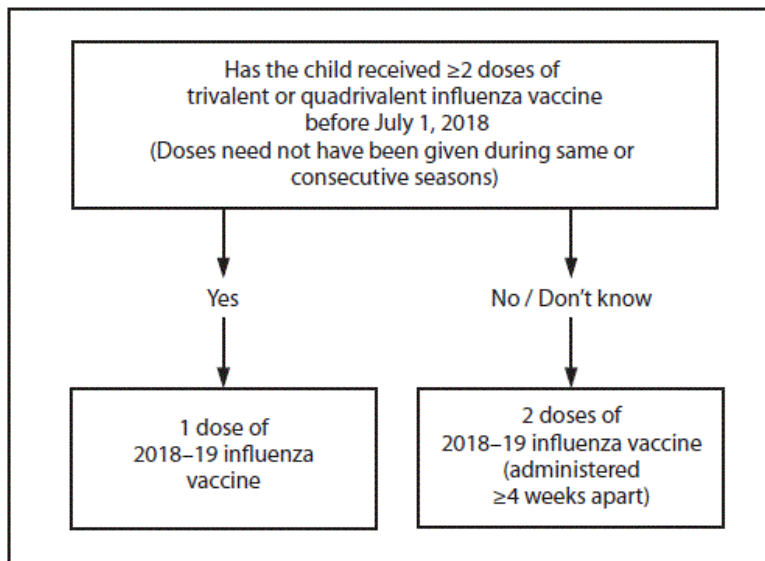 Has the child received ≥2 doses of
trivalent or quadrivalent influenza vaccine
before July 1, 2018
(Doses need not have been given during same or
consecutive seasons)
Yes
No / Don't know
1 dose of
2018–19 influenza
vaccine
2 doses of
2018–19 influenza vaccine
(administered
≥4 weeks apart)